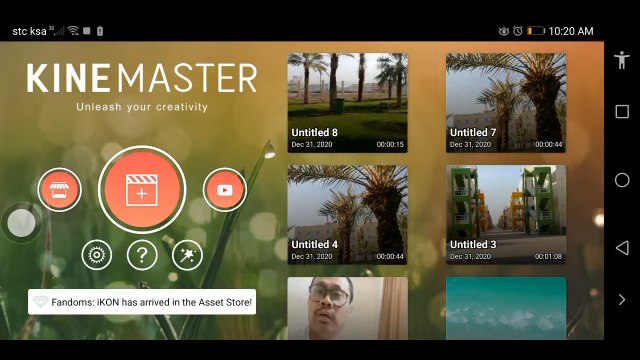 stc ksa
10:20 AM
KINEMASTER
Unleash your creativity
Untitled 8
Dec 31, 2020 00:00:15
Untitled 7
Dec 31, 2020 00:00:44
Untitled 4
Dec 31, 2020 00:00:44
Untitled 3
Dec 31, 2020 00:01:08
?
Fandoms: iKON has arrived in the Asset Store!